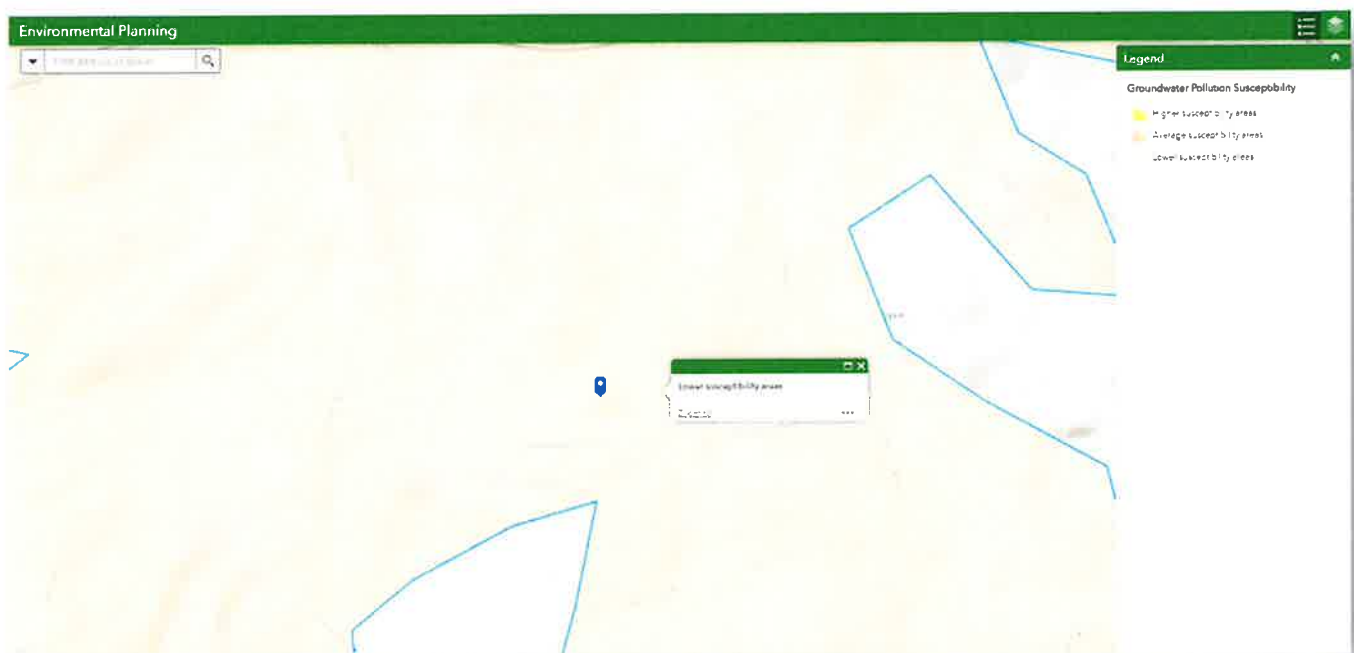 Environmental Planning
Legend
Groundwater Pollution Susceptibility
Higher susceptibility areas
Average susceptibility areas
Lower susceptibility areas
Lower susceptibility areas